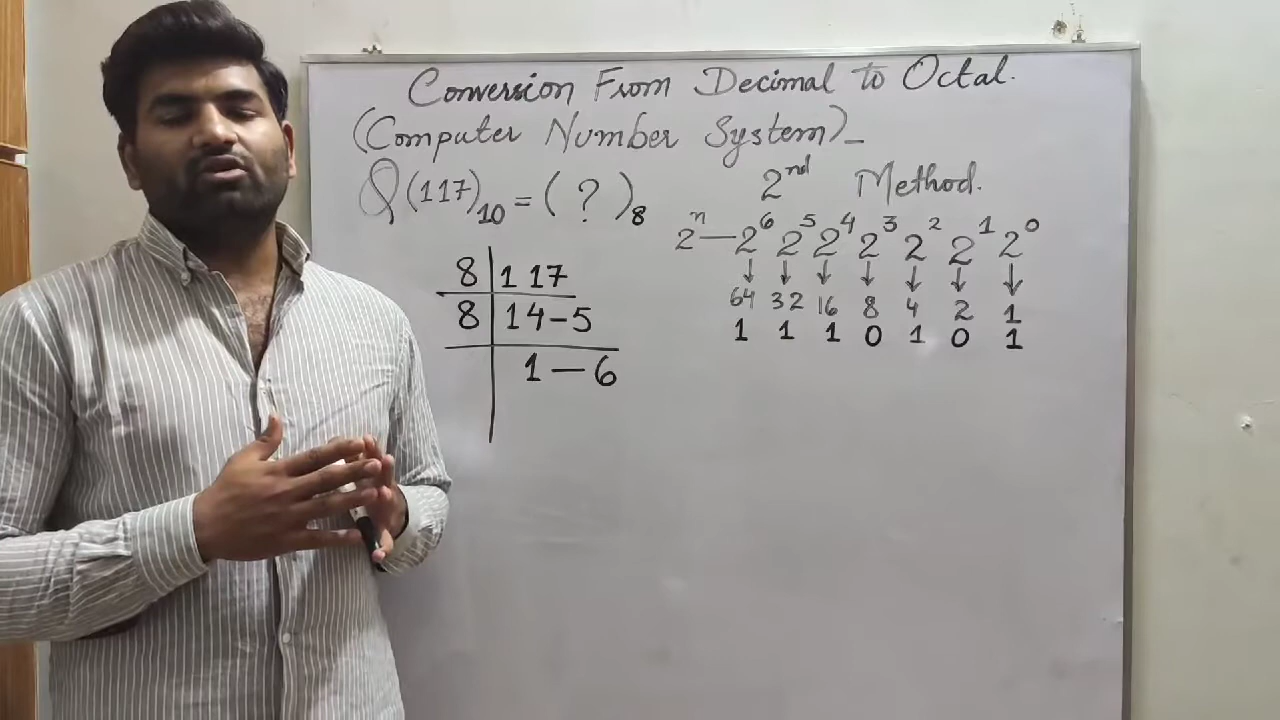 Conversion From Decimal to Octal.
(Computer Number System)_
Q (117)₁₀ = ( ? )₈
2ⁿᵈ Method.
2ⁿ — 2⁶ 2⁵ 2⁴ 2³ 2² 2¹ 2⁰
↓ ↓ ↓ ↓ ↓ ↓ ↓
64 32 16 8 4 2 1
1 1 1 0 1 0 1
8 | 117
8 | 14 – 5
1 — 6